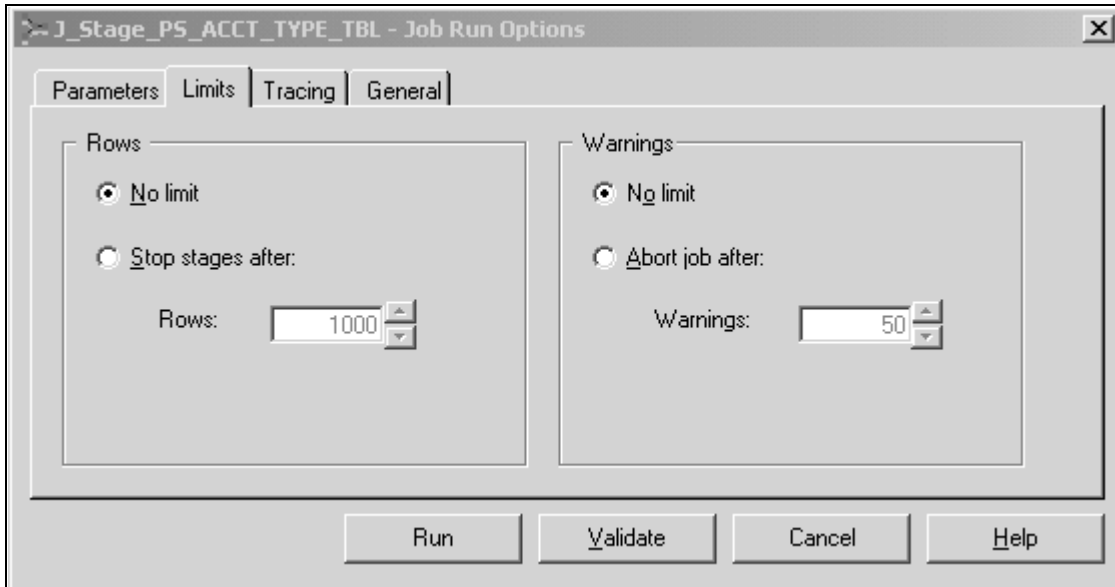 J_Stage_PS_ACCT_TYPE_TBL - Job Run Options
Parameters Limits Tracing General
Rows
No limit
Stop stages after:
Rows: 1000
Warnings
No limit
Abort job after:
Warnings: 50
Run Validate Cancel Help